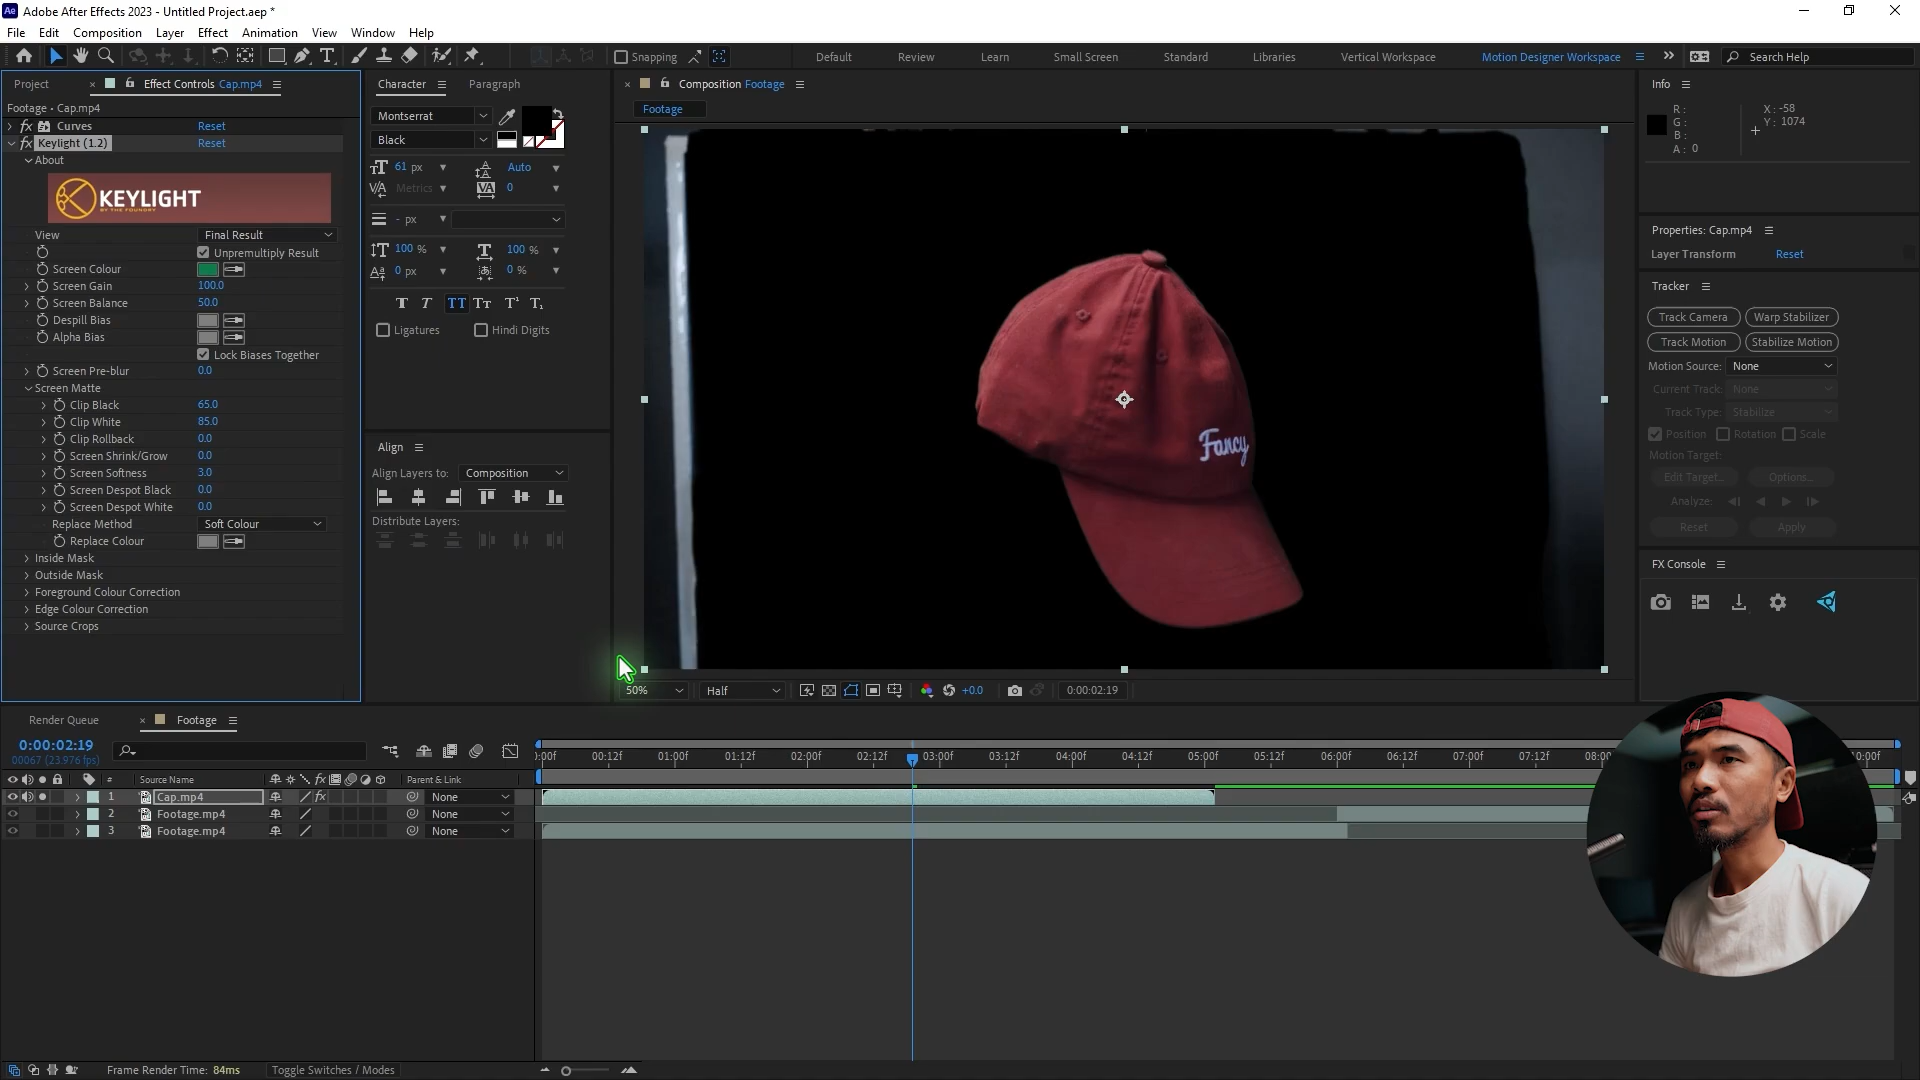 Ae Adobe After Effects 2023 - Untitled Project.aep *
File Edit Composition Layer Effect Animation View Window Help
Snapping
Default Review Learn Small Screen Standard Libraries Vertical Workspace Motion Designer Workspace
Search Help
Project Effect Controls Cap.mp4
Footage • Cap.mp4
fx Curves Reset
fx Keylight (1.2) Reset
About
KEYLIGHT
BY THE FOUNDRY
View Final Result
Unpremultiply Result
Screen Colour
Screen Gain 100.0
Screen Balance 50.0
Despill Bias
Alpha Bias
Lock Biases Together
Screen Pre-blur 0.0
Screen Matte
Clip Black 65.0
Clip White 85.0
Clip Rollback 0.0
Screen Shrink/Grow 0.0
Screen Softness 3.0
Screen Despot Black 0.0
Screen Despot White 0.0
Replace Method Soft Colour
Replace Colour
Inside Mask
Outside Mask
Foreground Colour Correction
Edge Colour Correction
Source Crops
Character Paragraph
Montserrat
Black
61 px Auto
Metrics 0
- px
100 % 100 %
0 px 0 %
T T TT Tt T¹ T₁
Ligatures Hindi Digits
Align
Align Layers to: Composition
Distribute Layers:
Composition Footage
Footage
Fancy
50% Half +0.0 0:00:02:19
Info
R: X: -58
G: Y: 1074
B:
A: 0
Properties: Cap.mp4
Layer Transform Reset
Tracker
Track Camera Warp Stabilizer
Track Motion Stabilize Motion
Motion Source: None
Current Track: None
Track Type: Stabilize
Position Rotation Scale
Motion Target:
Edit Target... Options...
Analyze:
Reset Apply
FX Console
Render Queue Footage
0:00:02:19
00067 (23.976 fps)
:00f 00:12f 01:00f 01:12f 02:00f 02:12f 03:00f 03:12f 04:00f 04:12f 05:00f 05:12f 06:00f 06:12f 07:00f 07:12f 08:00f 10:00f
# Source Name fx Parent & Link
1 Cap.mp4 fx None
2 Footage.mp4 None
3 Footage.mp4 None
Frame Render Time: 84ms Toggle Switches / Modes